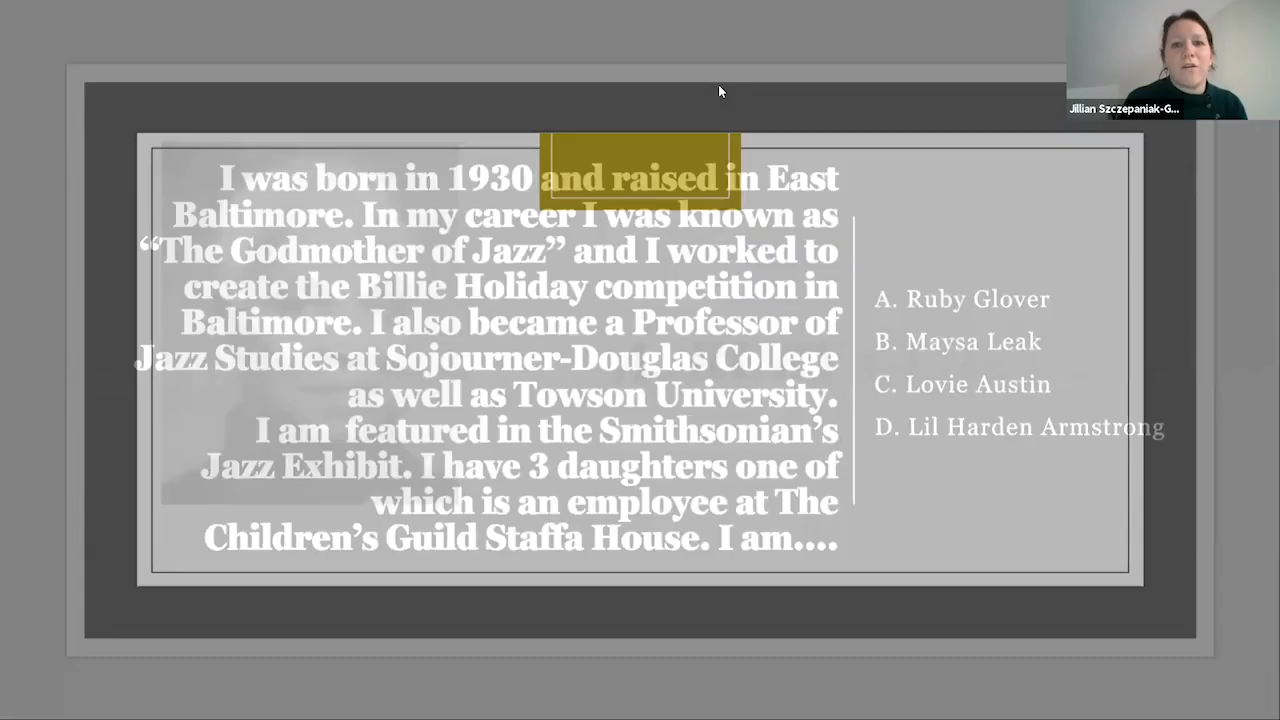 Jillian Szczepaniak-G...
I was born in 1930 and raised in East
Baltimore. In my career I was known as
“The Godmother of Jazz” and I worked to
create the Billie Holiday competition in
Baltimore. I also became a Professor of
Jazz Studies at Sojourner-Douglas College
as well as Towson University.
I am featured in the Smithsonian’s
Jazz Exhibit. I have 3 daughters one of
which is an employee at The
Children’s Guild Staffa House. I am....
A. Ruby Glover
B. Maysa Leak
C. Lovie Austin
D. Lil Harden Armstrong